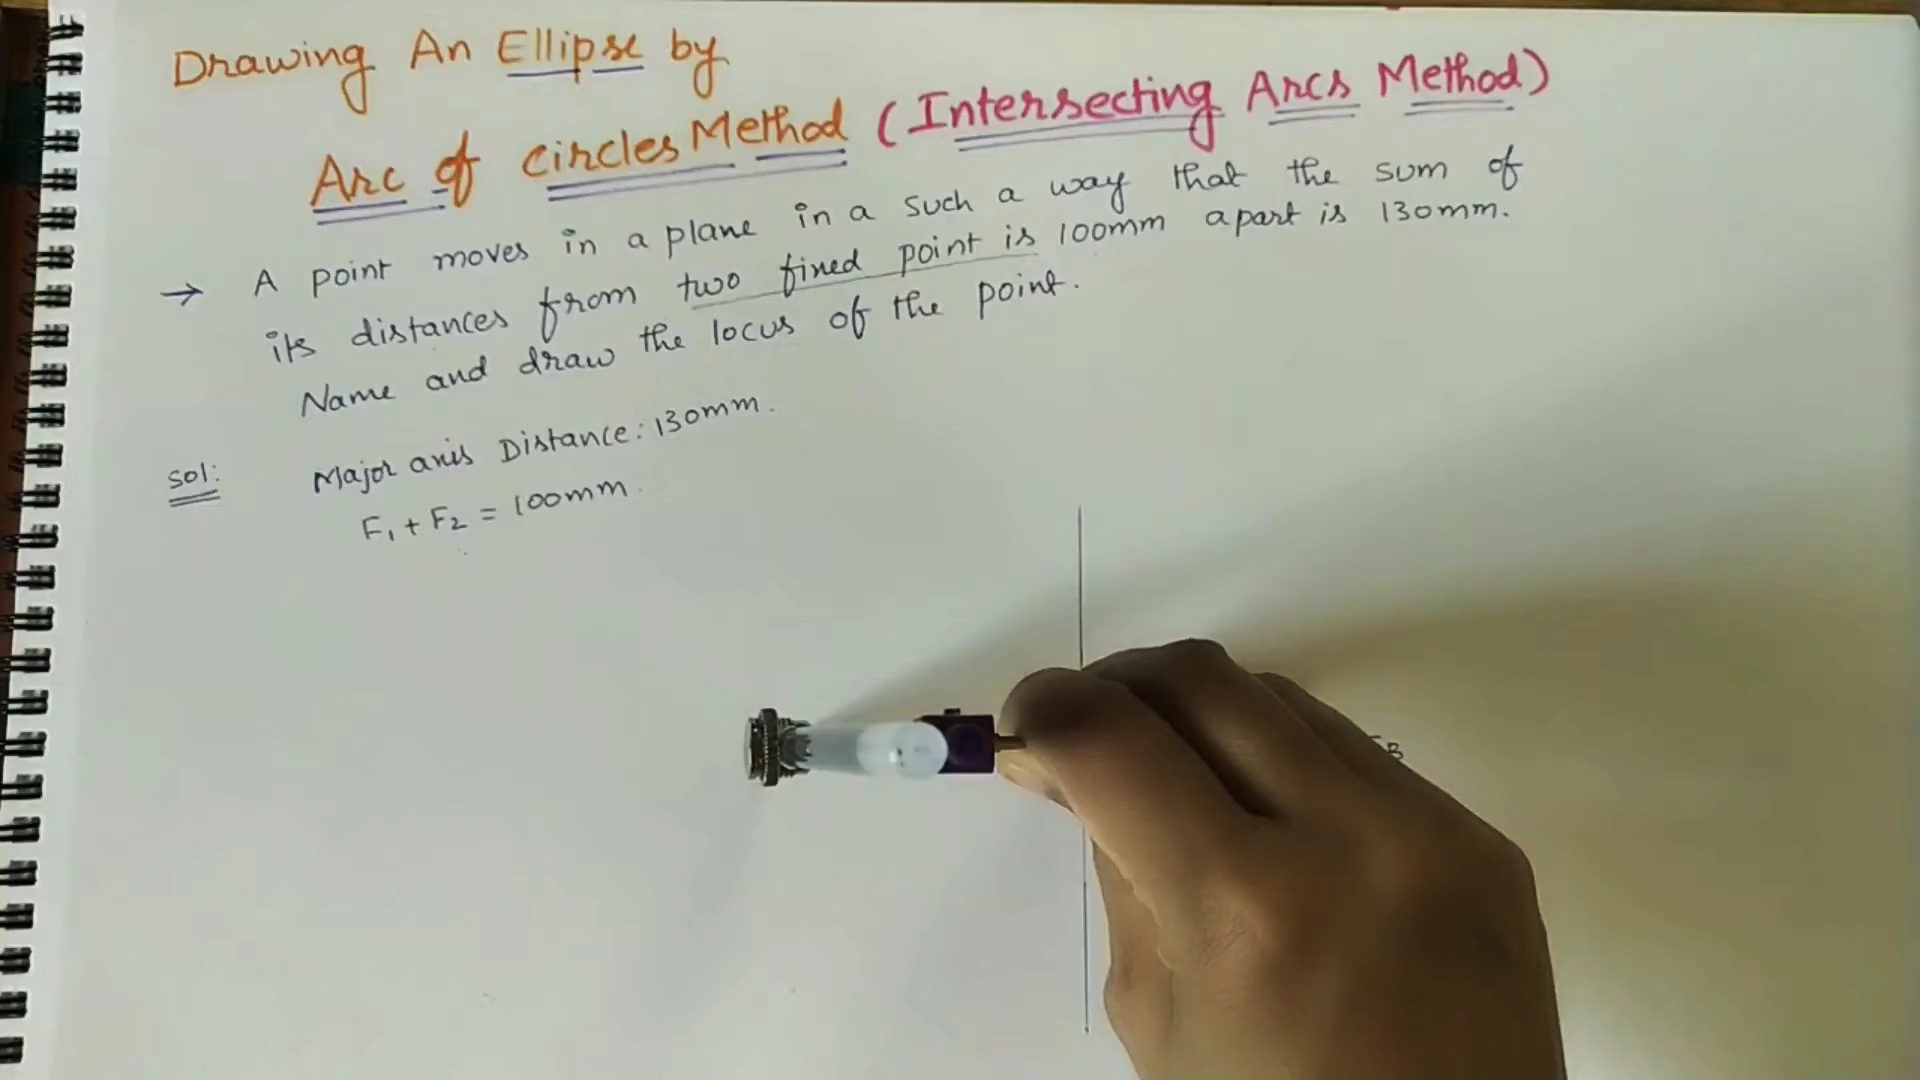 Drawing An Ellipse by
Arc of circles Method (Intersecting Arcs Method)
→ A point moves in a plane in a such a way that the sum of
its distances from two fixed point is 100mm apart is 130mm.
Name and draw the locus of the point.
Sol: Major axis Distance: 130mm.
F₁ + F₂ = 100mm.
B